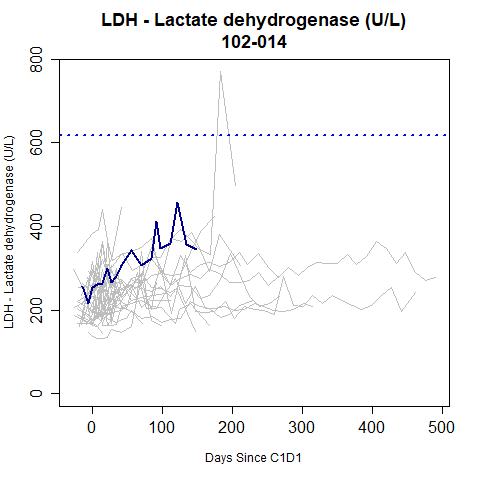 LDH - Lactate dehydrogenase (U/L)
102-014
LDH - Lactate dehydrogenase (U/L)
800
600
400
200
0
0 100 200 300 400 500
Days Since C1D1